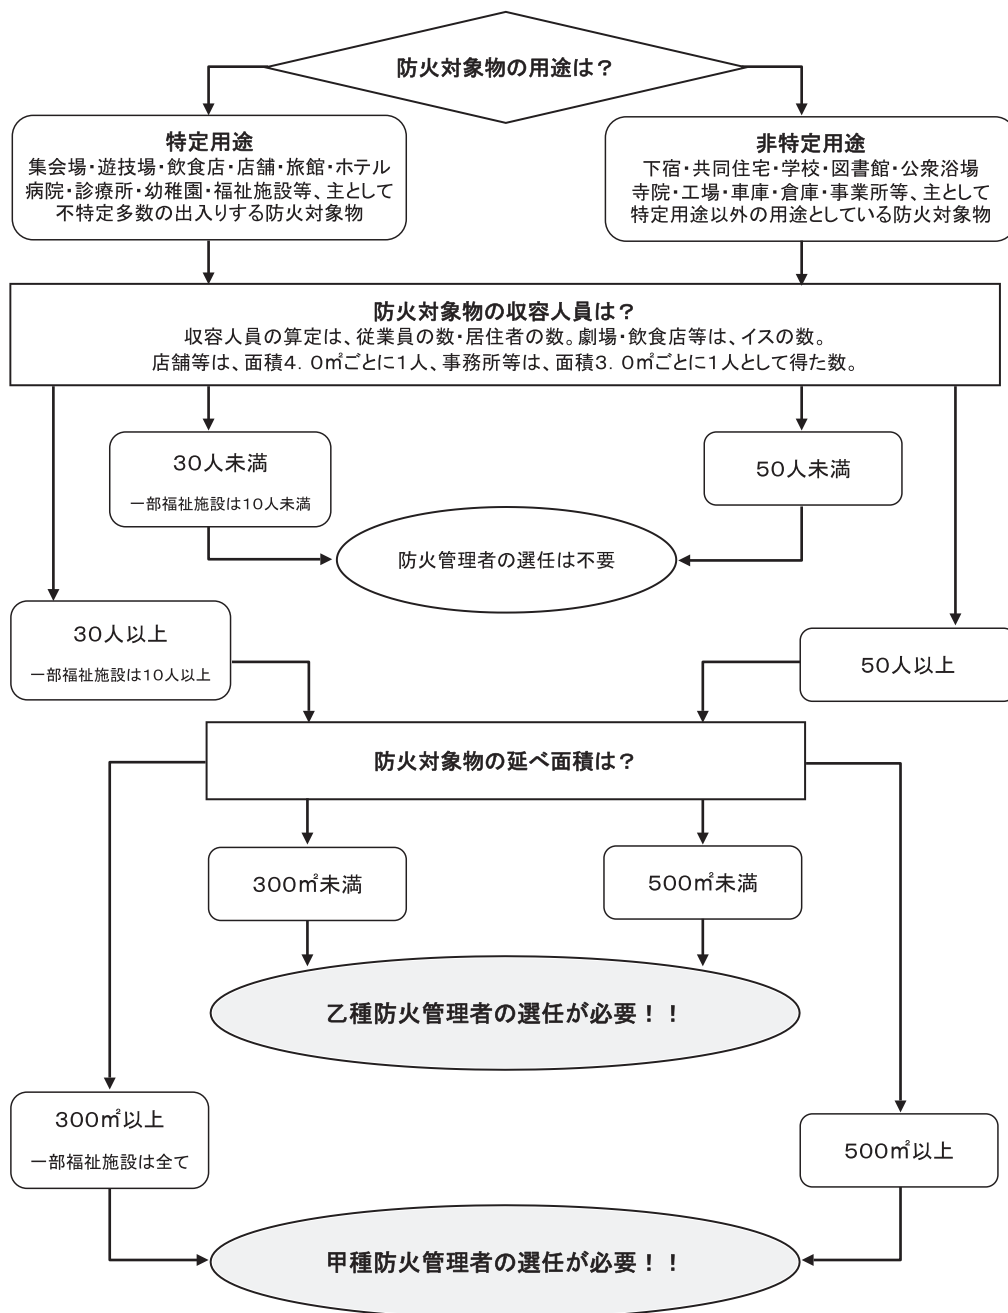 防火対象物の用途は？
特定用途
集会場・遊技場・飲食店・店舗・旅館・ホテル
病院・診療所・幼稚園・福祉施設等、主として
不特定多数の出入りする防火対象物
非特定用途
下宿・共同住宅・学校・図書館・公衆浴場
寺院・工場・車庫・倉庫・事業所等、主として
特定用途以外の用途としている防火対象物
防火対象物の収容人員は？
収容人員の算定は、従業員の数・居住者の数。劇場・飲食店等は、イスの数。
店舗等は、面積４．０㎡ごとに１人、事務所等は、面積３．０㎡ごとに１人として得た数。
３０人未満
一部福祉施設は１０人未満
５０人未満
防火管理者の選任は不要
３０人以上
一部福祉施設は１０人以上
５０人以上
防火対象物の延べ面積は？
３００㎡未満
５００㎡未満
乙種防火管理者の選任が必要！！
３００㎡以上
一部福祉施設は全て
５００㎡以上
甲種防火管理者の選任が必要！！